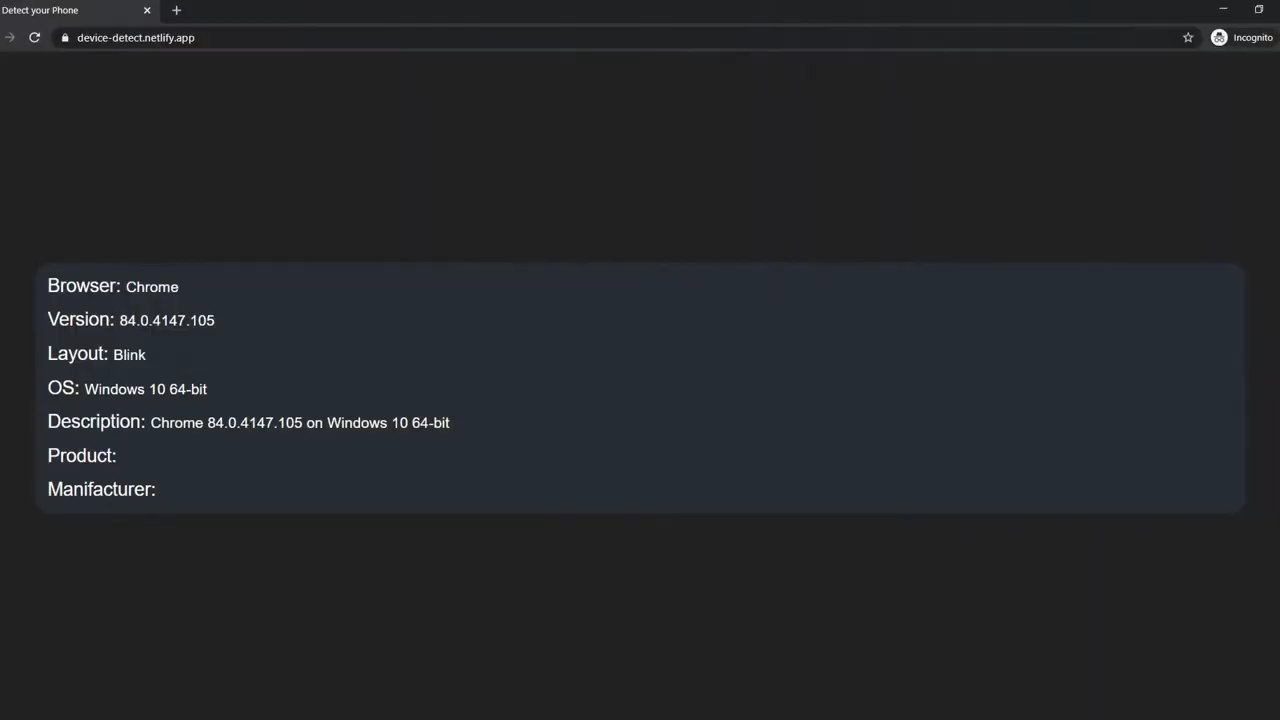 Detect your Phone
device-detect.netlify.app
Incognito
Browser: Chrome
Version: 84.0.4147.105
Layout: Blink
OS: Windows 10 64-bit
Description: Chrome 84.0.4147.105 on Windows 10 64-bit
Product:
Manifacturer: